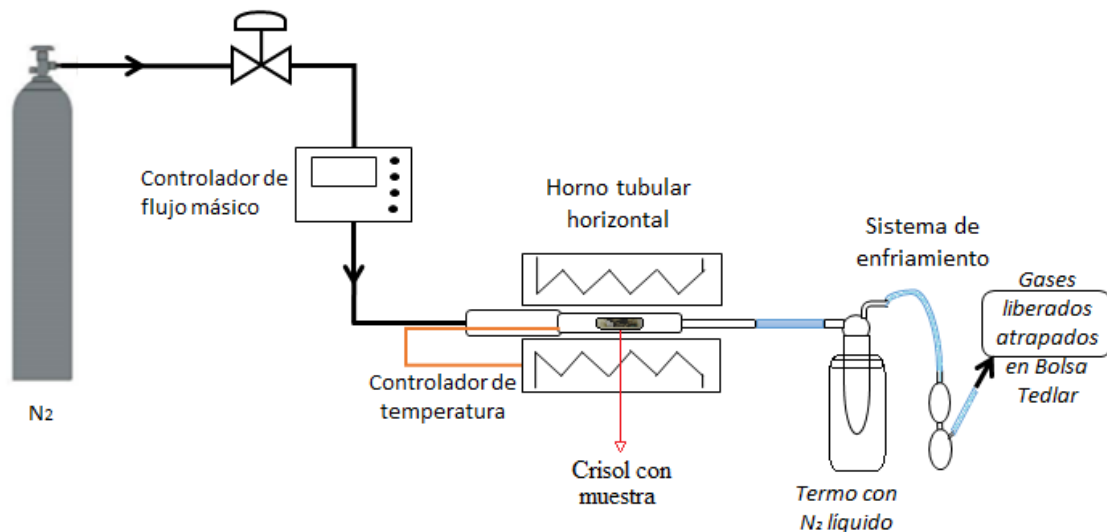 N2
Controlador de
flujo másico
Horno tubular
horizontal
Controlador de
temperatura
Crisol con
muestra
Sistema de
enfriamiento
Termo con
N₂ líquido
Gases
liberados
atrapados
en Bolsa
Tedlar